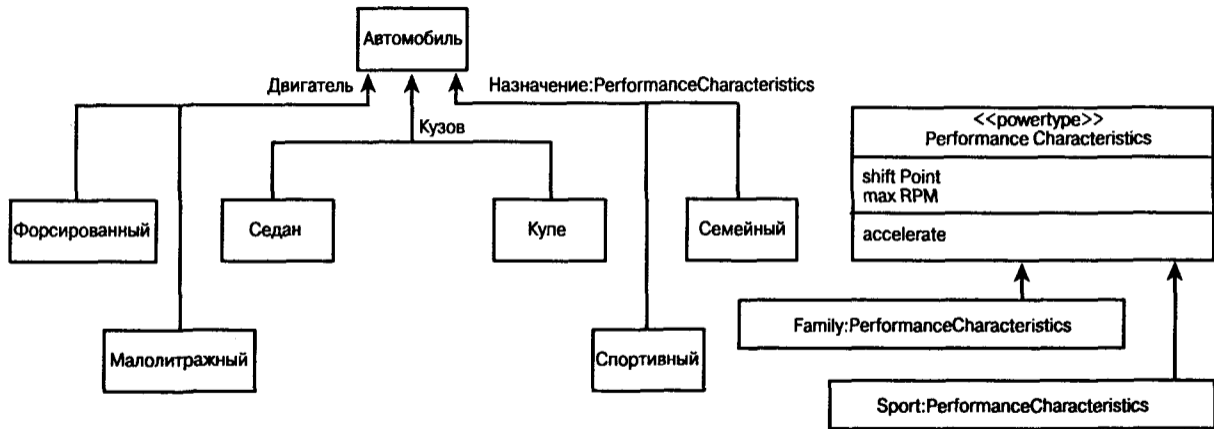 Автомобиль
Двигатель
Назначение:PerformanceCharacteristics
Кузов
<<powertype>>
Performance Characteristics
shift Point
max RPM
accelerate
Форсированный
Седан
Купе
Семейный
Family:PerformanceCharacteristics
Малолитражный
Спортивный
Sport:PerformanceCharacteristics